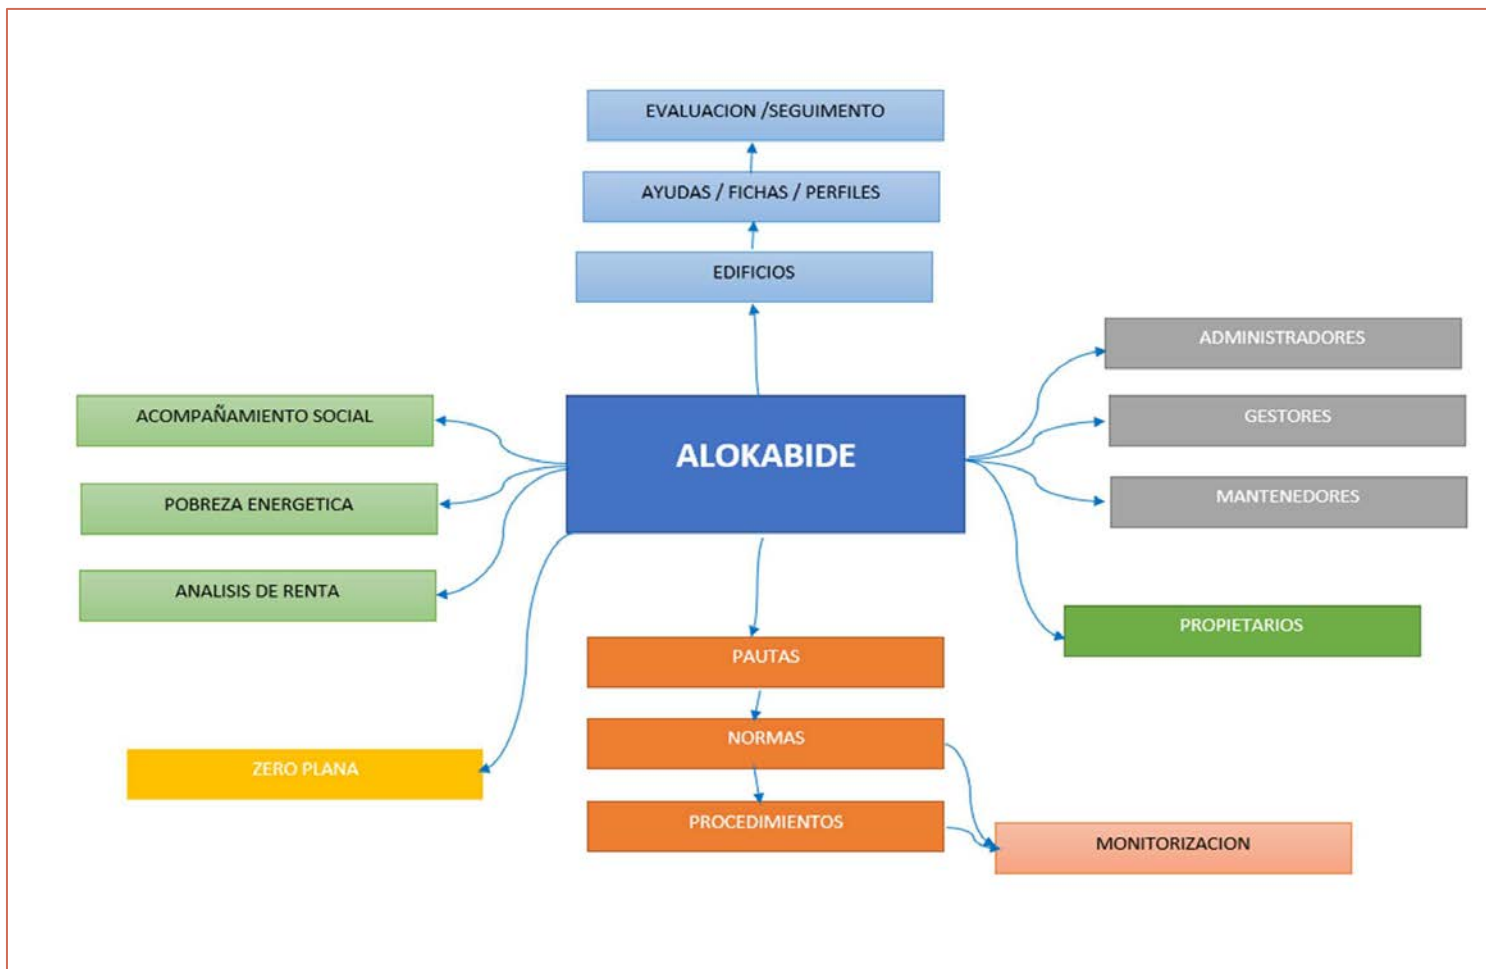 EVALUACION /SEGUIMENTO
AYUDAS / FICHAS / PERFILES
EDIFICIOS
ADMINISTRADORES
ACOMPAÑAMIENTO SOCIAL
GESTORES
ALOKABIDE
POBREZA ENERGETICA
MANTENEDORES
ANALISIS DE RENTA
PROPIETARIOS
PAUTAS
NORMAS
ZERO PLANA
PROCEDIMIENTOS
MONITORIZACION